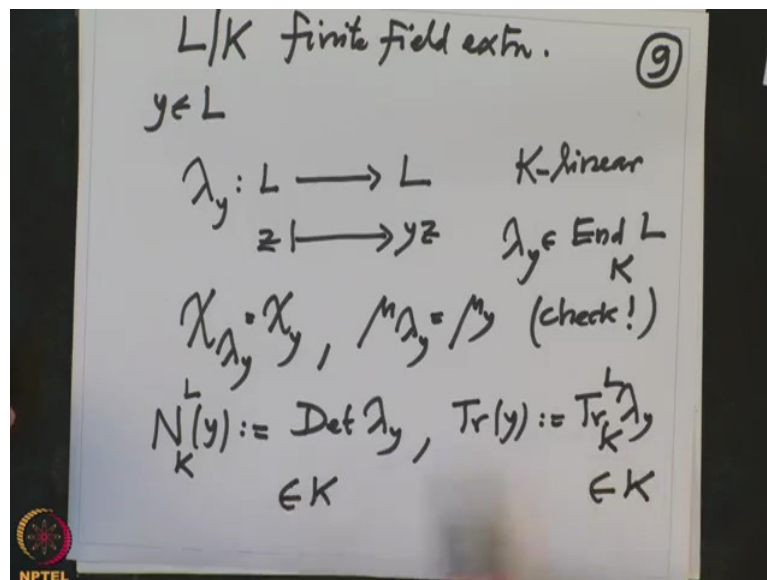 L/K finite field extn. ⑨
y ∈ L
λ_y : L ⟶ L K-linear
z ⟼ yz λ_y ∈ End_K L
χ_{λ_y} = χ_y , μ_{λ_y} = μ_y (check!)
N^L_K(y) := Det λ_y , Tr(y) := Tr^L_K λ_y
∈ K ∈ K
NPTEL